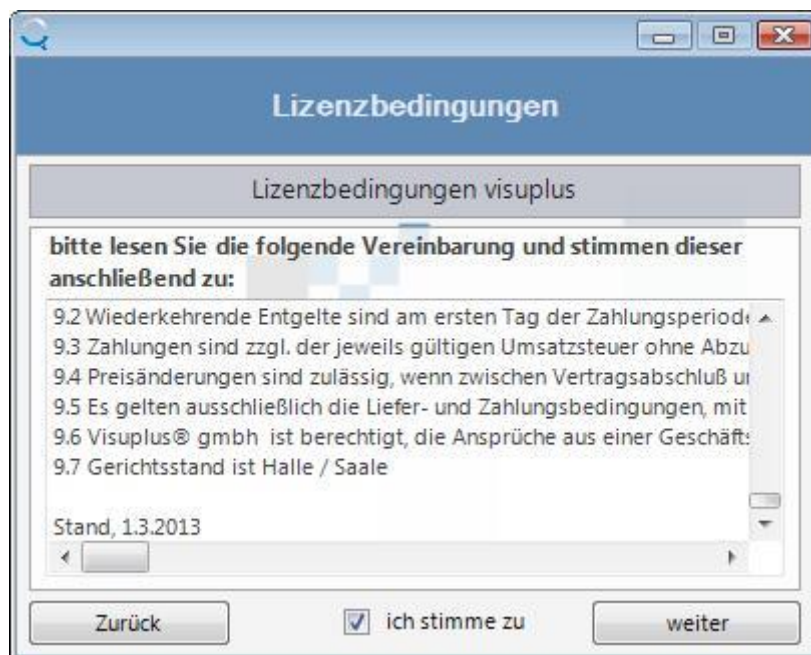 Lizenzbedingungen
Lizenzbedingungen visuplus
bitte lesen Sie die folgende Vereinbarung und stimmen dieser
anschließend zu:
9.2 Wiederkehrende Entgelte sind am ersten Tag der Zahlungsperiode
9.3 Zahlungen sind zzgl. der jeweils gültigen Umsatzsteuer ohne Abzu
9.4 Preisänderungen sind zulässig, wenn zwischen Vertragsabschluß u
9.5 Es gelten ausschließlich die Liefer- und Zahlungsbedingungen, mit
9.6 Visuplus® gmbh ist berechtigt, die Ansprüche aus einer Geschäfts
9.7 Gerichtsstand ist Halle / Saale
Stand, 1.3.2013
Zurück
ich stimme zu
weiter